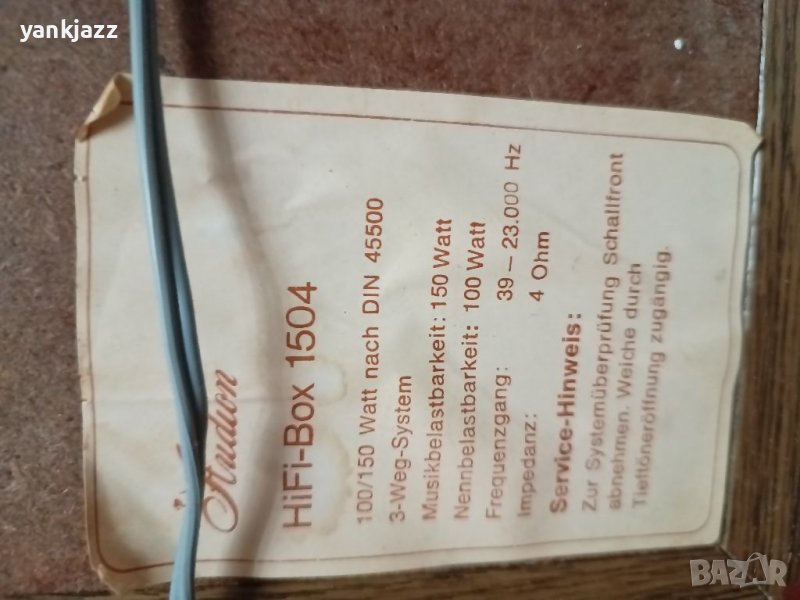 yankjazz
HiFi-Box 1504
100/150 Watt nach DIN 45500
3-Weg-System
Musikbelastbarkeit: 150 Watt
Nennbelastbarkeit: 100 Watt
Frequenzgang: 39 – 23.000 Hz
Impedanz: 4 Ohm
Service-Hinweis:
Zur Systemüberprüfung Schallfront
abnehmen. Weiche durch
Tieftöneröffnung zugängig.
BAZAR